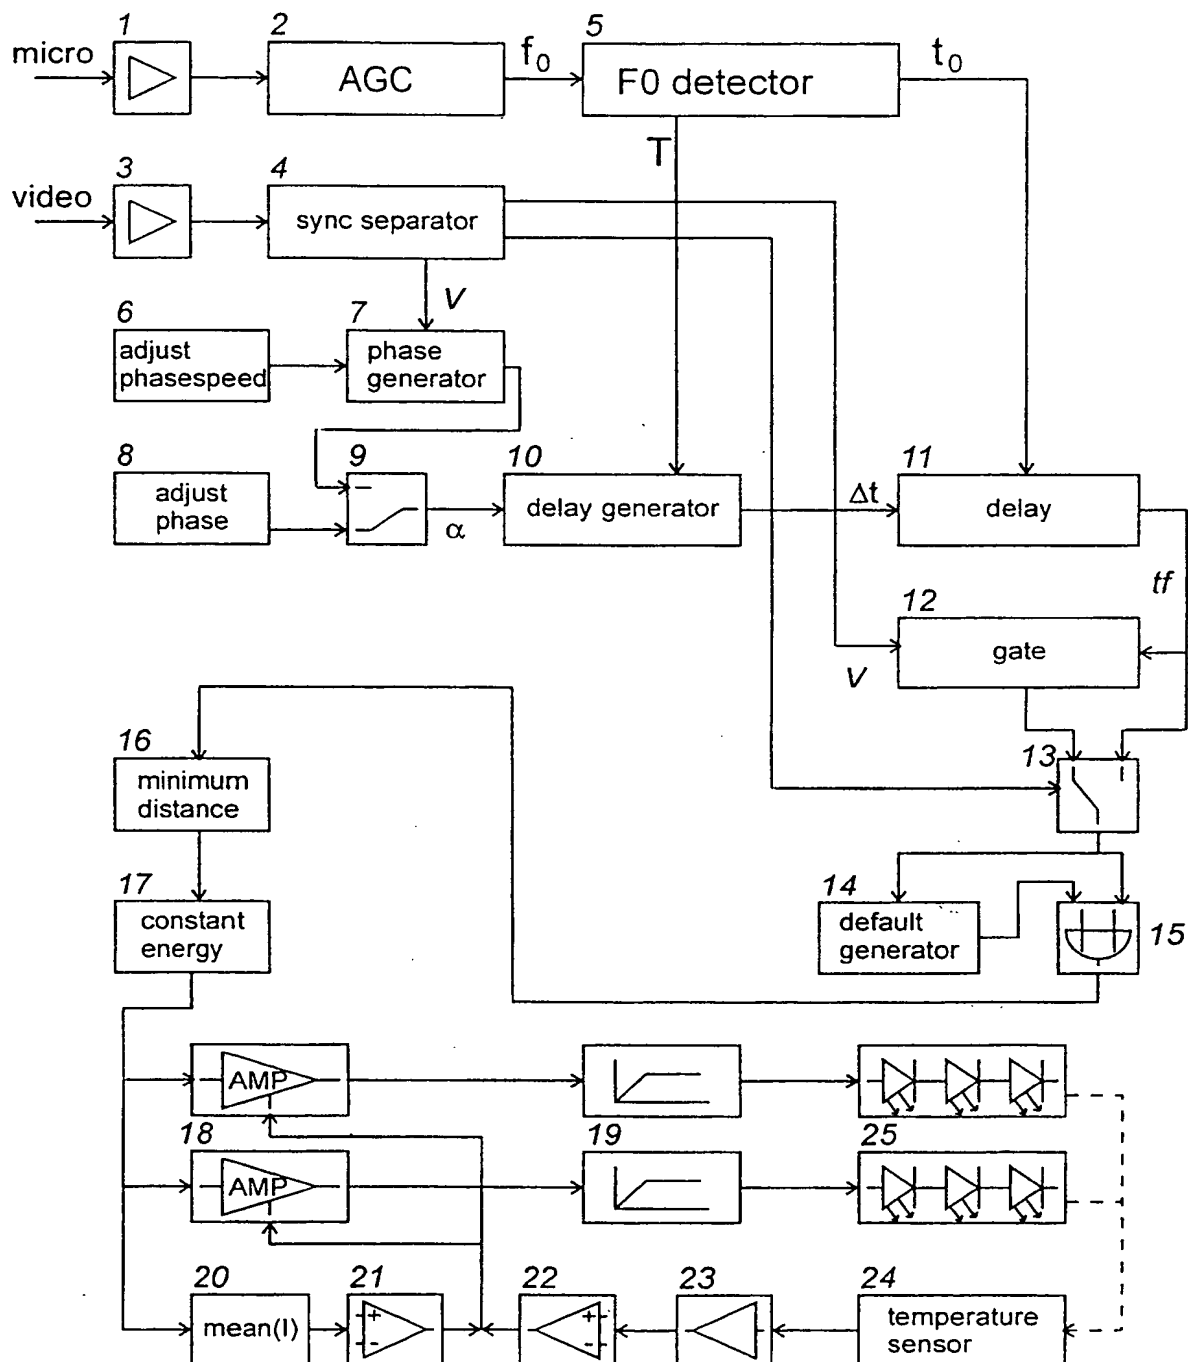 1
2
5
micro
AGC
f0
F0 detector
t0
T
3
4
video
sync separator
V
6
7
adjust
phasespeed
phase
generator
8
9
10
11
adjust
phase
α
delay generator
Δt
delay
tf
12
gate
V
13
16
minimum
distance
17
constant
energy
14
default
generator
15
AMP
18
19
25
AMP
20
21
22
23
24
mean(I)
+
-
+
-
temperature
sensor